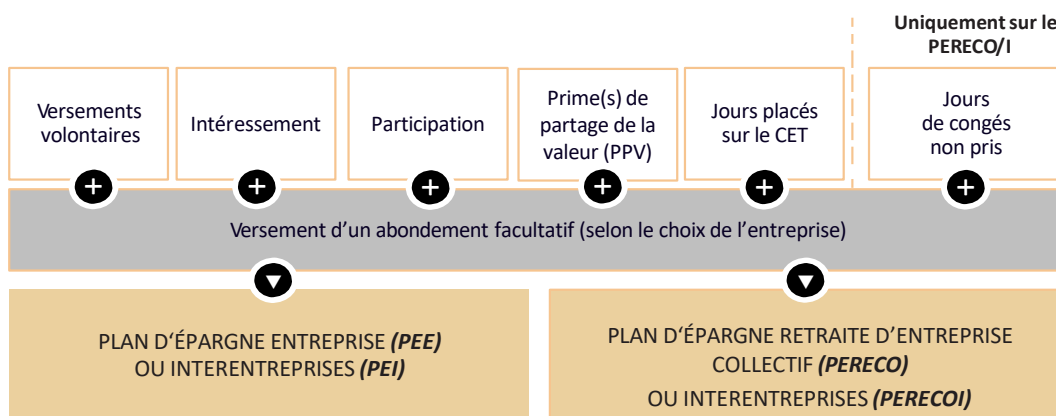 Uniquement sur le
PERECO/I
Versements
volontaires
Intéressement
Participation
Prime(s) de
partage de la
valeur (PPV)
Jours placés
sur le CET
Jours
de congés
non pris
Versement d’un abondement facultatif (selon le choix de l’entreprise)
PLAN D‘ÉPARGNE ENTREPRISE (PEE)
OU INTERENTREPRISES (PEI)
PLAN D‘ÉPARGNE RETRAITE D’ENTREPRISE
COLLECTIF (PERECO)
OU INTERENTREPRISES (PERECOI)